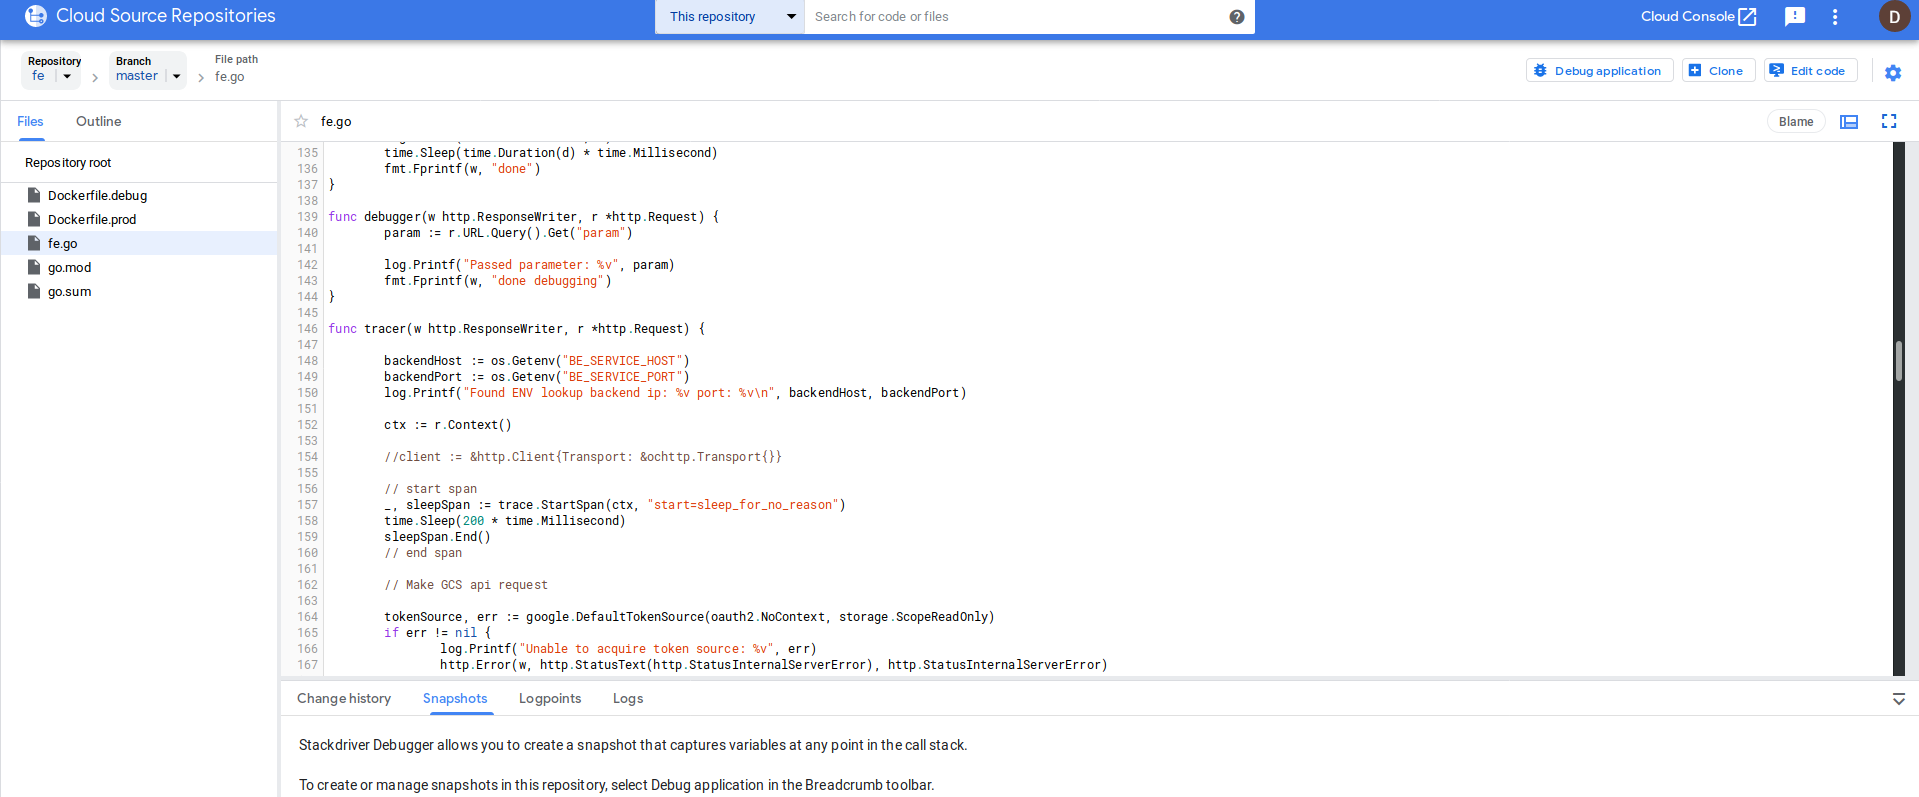 Cloud Source Repositories
This repository
Search for code or files
Cloud Console
D
Repository
fe
Branch
master
File path
fe.go
Debug application
Clone
Edit code
Files
Outline
fe.go
Blame
Repository root
Dockerfile.debug
Dockerfile.prod
fe.go
go.mod
go.sum
135 time.Sleep(time.Duration(d) * time.Millisecond)
136 fmt.Fprintf(w, "done")
137 }
138
139 func debugger(w http.ResponseWriter, r *http.Request) {
140 param := r.URL.Query().Get("param")
141
142 log.Printf("Passed parameter: %v", param)
143 fmt.Fprintf(w, "done debugging")
144 }
145
146 func tracer(w http.ResponseWriter, r *http.Request) {
147
148 backendHost := os.Getenv("BE_SERVICE_HOST")
149 backendPort := os.Getenv("BE_SERVICE_PORT")
150 log.Printf("Found ENV lookup backend ip: %v port: %v\n", backendHost, backendPort)
151
152 ctx := r.Context()
153
154 //client := &http.Client{Transport: &ochttp.Transport{}}
155
156 // start span
157 _, sleepSpan := trace.StartSpan(ctx, "start=sleep_for_no_reason")
158 time.Sleep(200 * time.Millisecond)
159 sleepSpan.End()
160 // end span
161
162 // Make GCS api request
163
164 tokenSource, err := google.DefaultTokenSource(oauth2.NoContext, storage.ScopeReadOnly)
165 if err != nil {
166 log.Printf("Unable to acquire token source: %v", err)
167 http.Error(w, http.StatusText(http.StatusInternalServerError), http.StatusInternalServerError)
Change history
Snapshots
Logpoints
Logs
Stackdriver Debugger allows you to create a snapshot that captures variables at any point in the call stack.
To create or manage snapshots in this repository, select Debug application in the Breadcrumb toolbar.